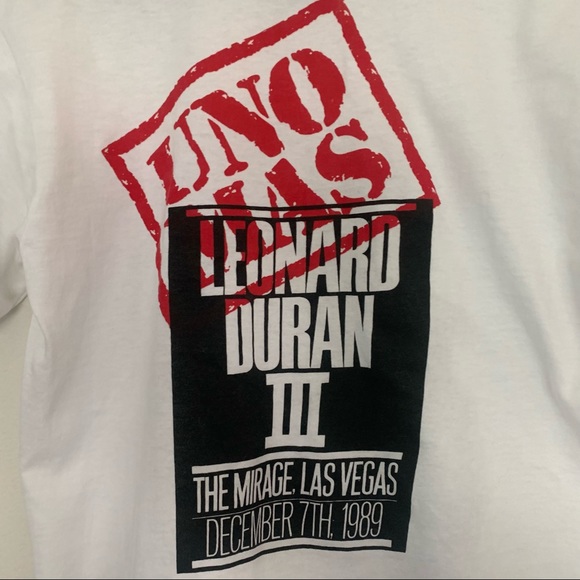 UNO
MAS
LEONARD
DURAN
III
THE MIRAGE, LAS VEGAS
DECEMBER 7TH, 1989